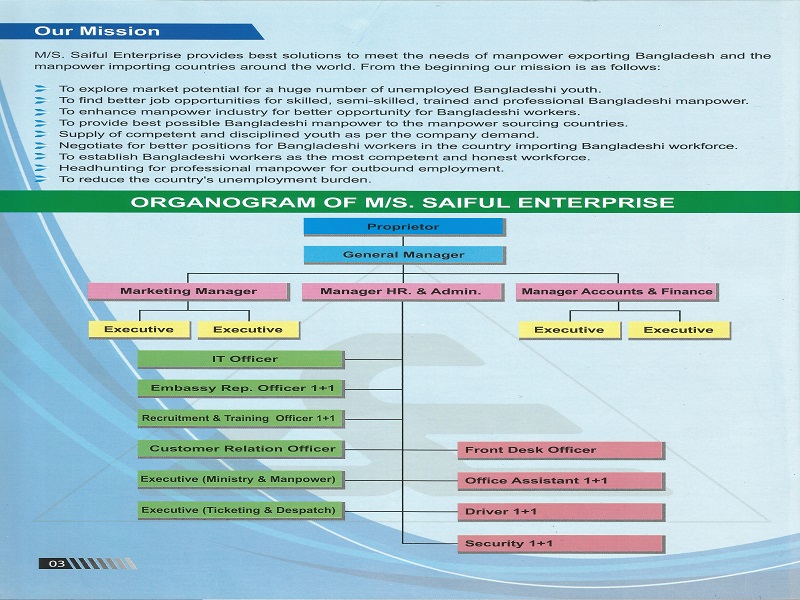 Our Mission
M/S. Saiful Enterprise provides best solutions to meet the needs of manpower exporting Bangladesh and the
manpower importing countries around the world. From the beginning our mission is as follows:
To explore market potential for a huge number of unemployed Bangladeshi youth.
To find better job opportunities for skilled, semi-skilled, trained and professional Bangladeshi manpower.
To enhance manpower industry for better opportunity for Bangladeshi workers.
To provide best possible Bangladeshi manpower to the manpower sourcing countries.
Supply of competent and disciplined youth as per the company demand.
Negotiate for better positions for Bangladeshi workers in the country importing Bangladeshi workforce.
To establish Bangladeshi workers as the most competent and honest workforce.
Headhunting for professional manpower for outbound employment.
To reduce the country's unemployment burden.
ORGANOGRAM OF M/S. SAIFUL ENTERPRISE
Proprietor
General Manager
Marketing Manager
Manager HR. & Admin.
Manager Accounts & Finance
Executive
Executive
Executive
Executive
IT Officer
Embassy Rep. Officer 1+1
Recruitment & Training Officer 1+1
Customer Relation Officer
Front Desk Officer
Executive (Ministry & Manpower)
Office Assistant 1+1
Executive (Ticketing & Despatch)
Driver 1+1
Security 1+1
03